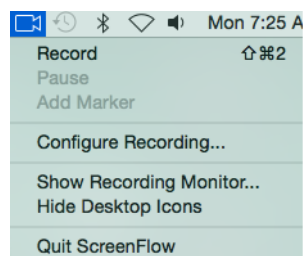 Mon 7:25 A
Record ⇧⌘2
Pause
Add Marker
Configure Recording...
Show Recording Monitor...
Hide Desktop Icons
Quit ScreenFlow